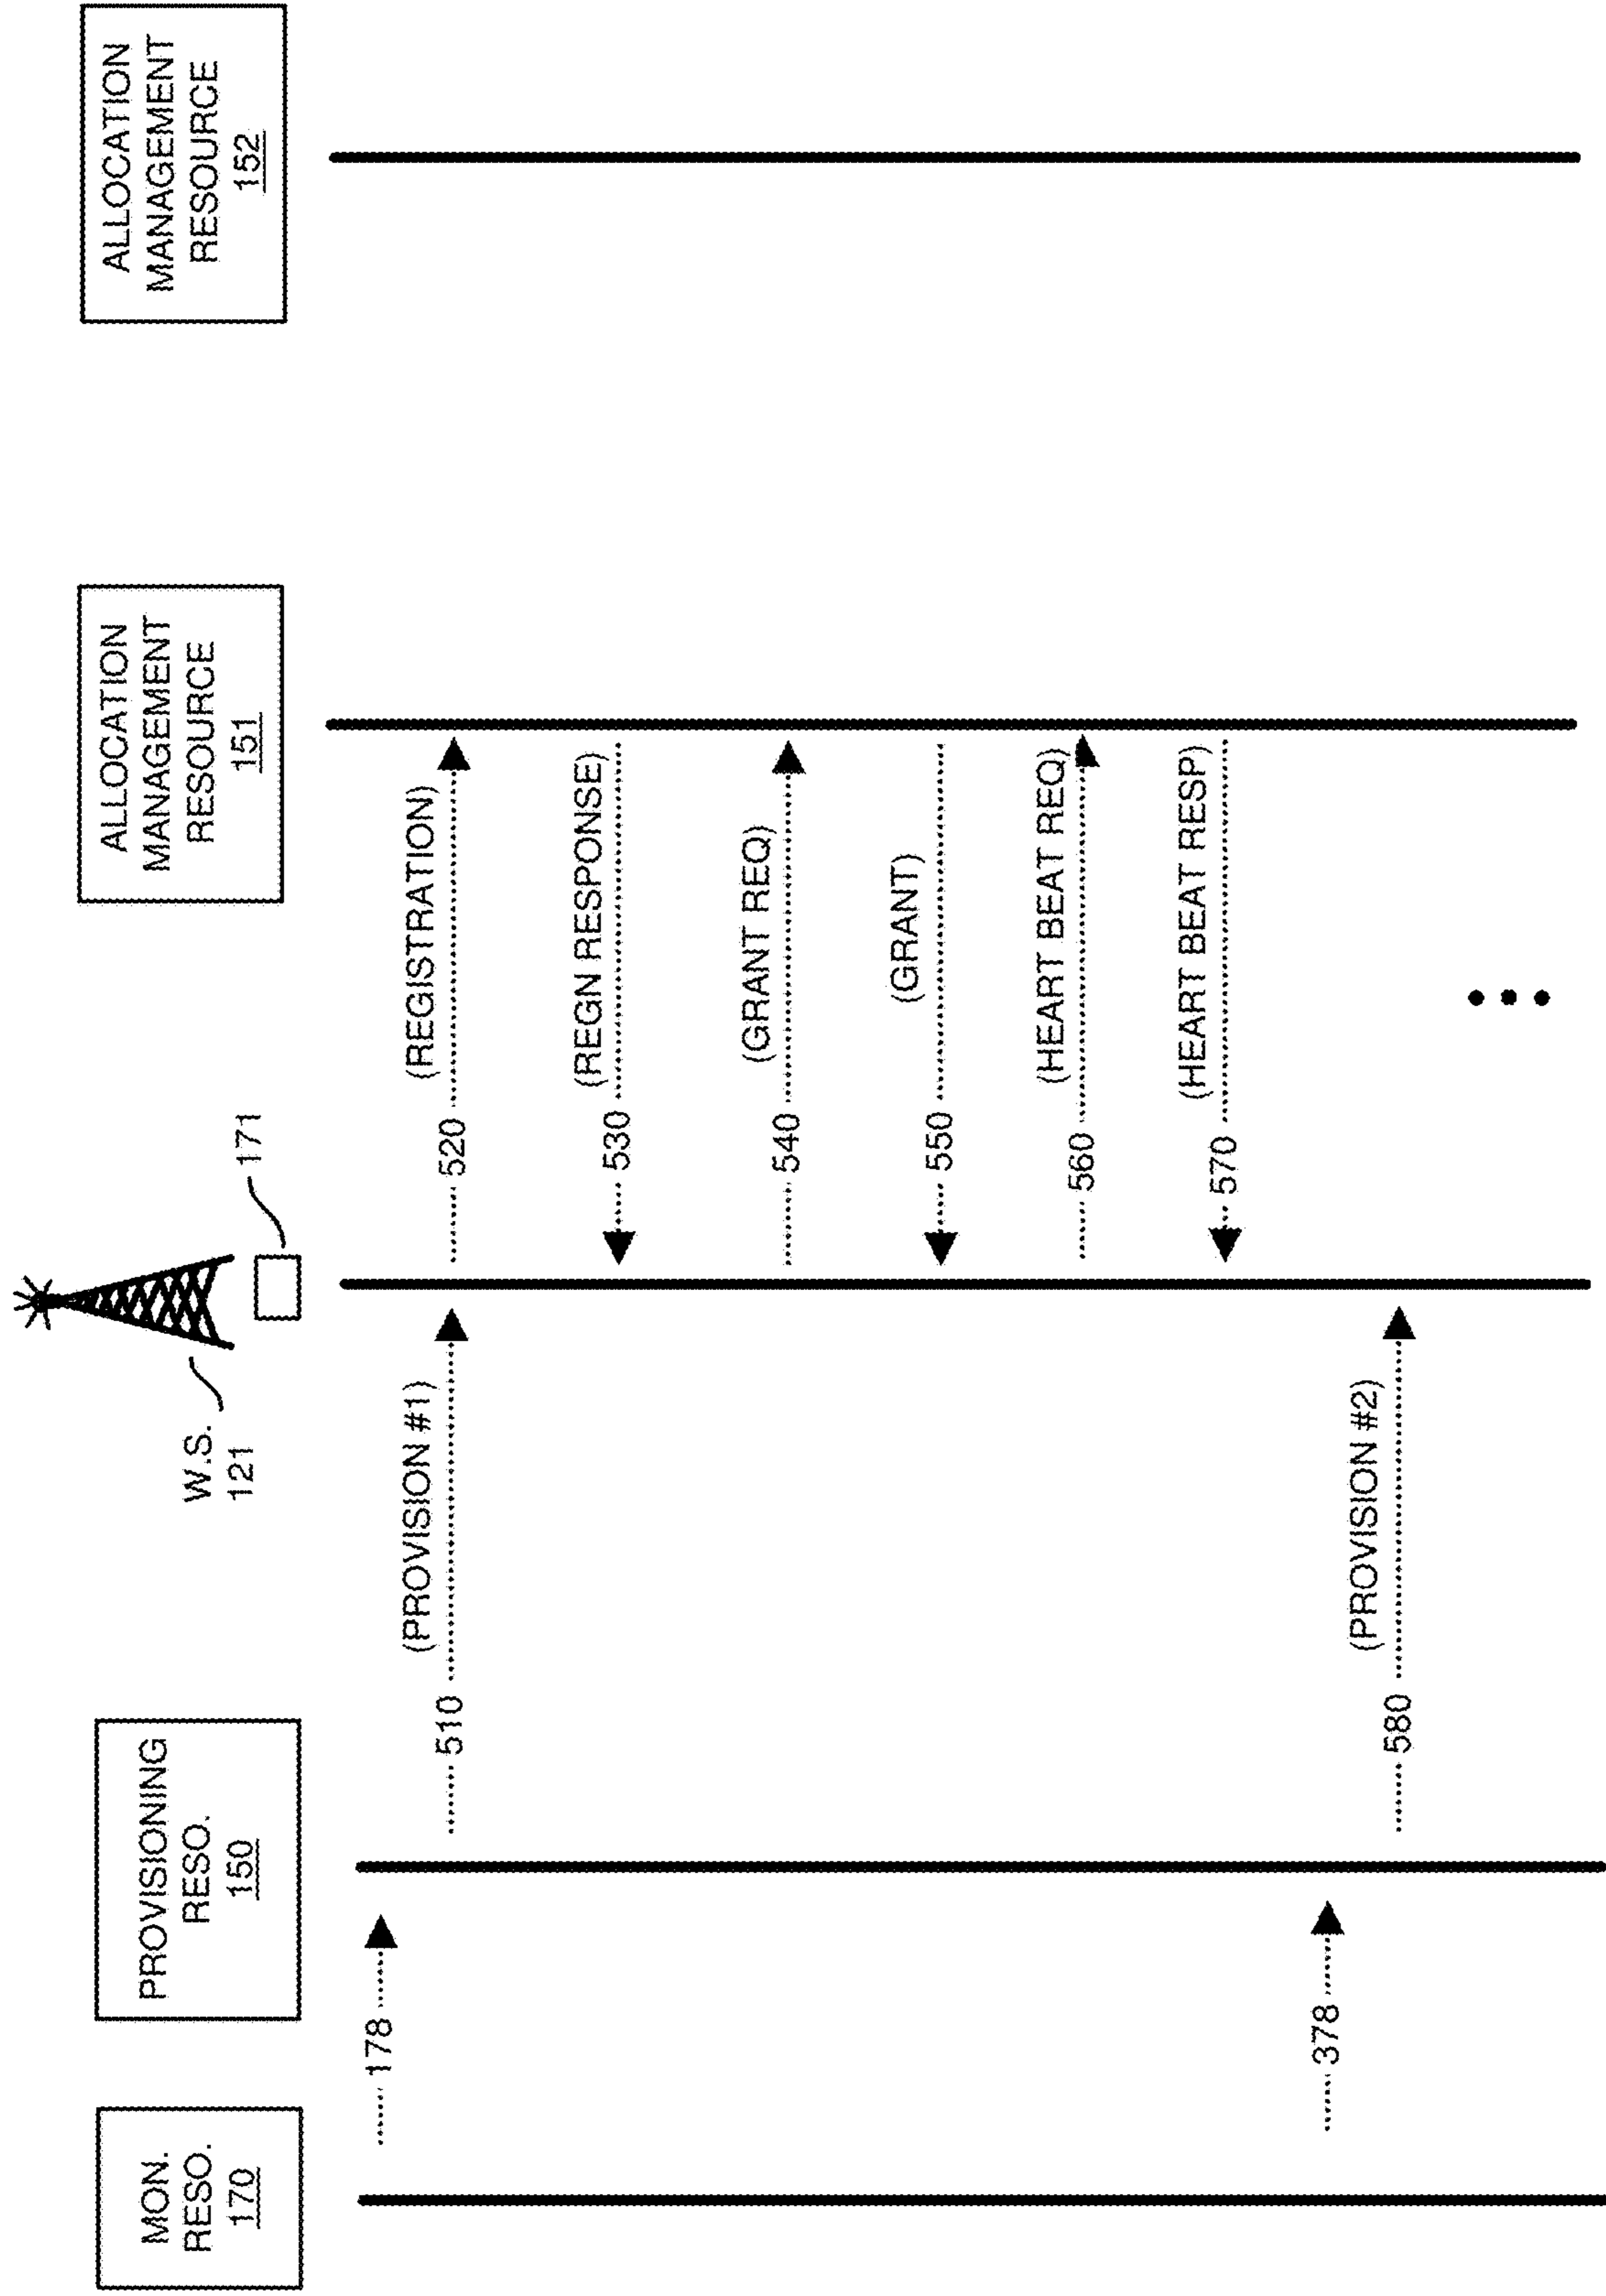 MON.
RESO.
170
PROVISIONING
RESO.
150
W.S.
121
171
ALLOCATION
MANAGEMENT
RESOURCE
151
ALLOCATION
MANAGEMENT
RESOURCE
152
178
(PROVISION #1)
510
(REGISTRATION)
520
(REGN RESPONSE)
530
(GRANT REQ)
540
(GRANT)
550
(HEART BEAT REQ)
560
(HEART BEAT RESP)
570
378
(PROVISION #2)
580